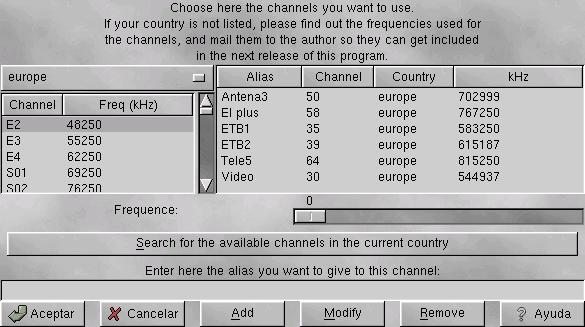 Choose here the channels you want to use.
If your country is not listed, please find out the frequencies used for
the channels, and mail them to the author so they can get included
in the next release of this program.
europe
Channel Freq (kHz)
E2 48250
E3 55250
E4 62250
S01 69250
S02 76250
Alias Channel Country kHz
Antena3 50 europe 702999
El plus 58 europe 767250
ETB1 35 europe 583250
ETB2 39 europe 615187
Tele5 64 europe 815250
Video 30 europe 544937
Frequence:
0
Search for the available channels in the current country
Enter here the alias you want to give to this channel:
Aceptar Cancelar Add Modify Remove Ayuda